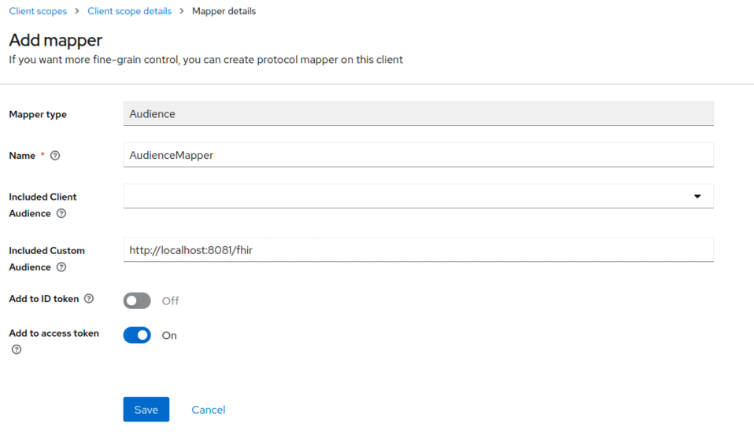 Client scopes > Client scope details > Mapper details
Add mapper
If you want more fine-grain control, you can create protocol mapper on this client
Mapper type Audience
Name * AudienceMapper
Included Client
Audience
Included Custom
Audience http://localhost:8081/fhir
Add to ID token Off
Add to access token On
Save Cancel